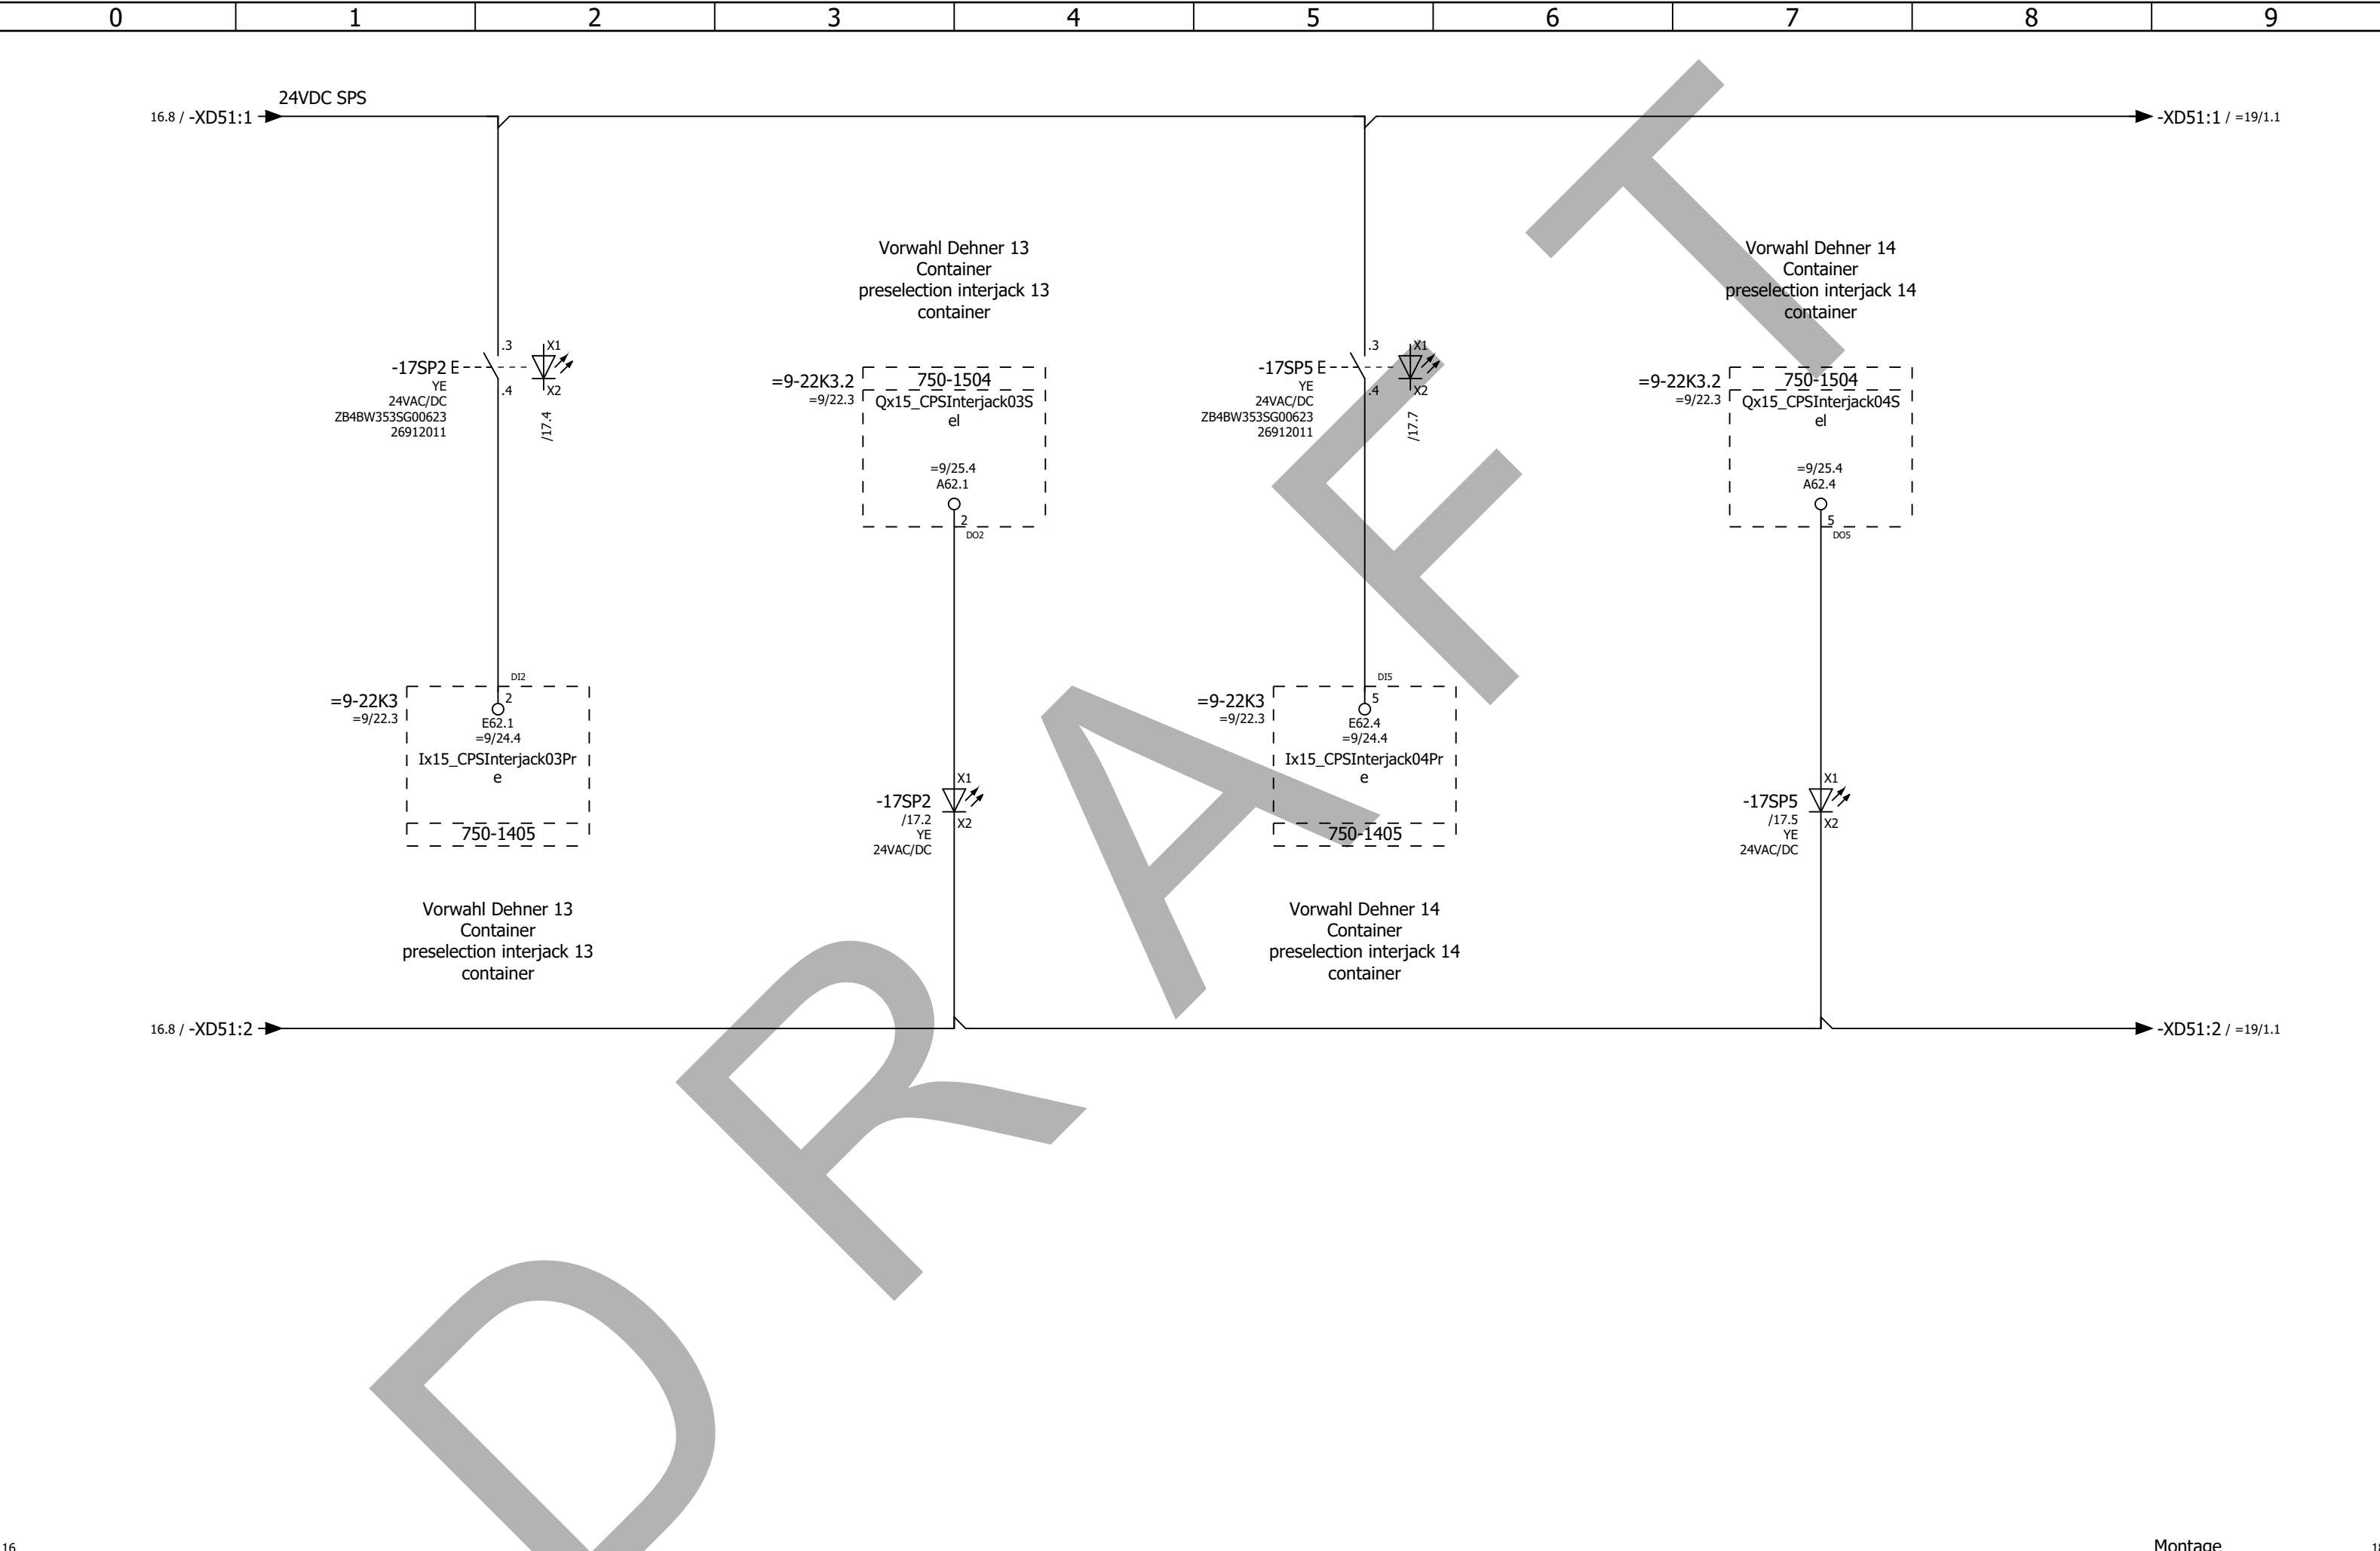 0 1 2 3 4 5 6 7 8 9
24VDC SPS
16.8 / -XD51:1
-XD51:1 / =19/1.1
Vorwahl Dehner 13
Container
preselection interjack 13
container
Vorwahl Dehner 14
Container
preselection interjack 14
container
-17SP2 E
YE
24VAC/DC
ZB4BW353SG00623
26912011
.3
.4
X1
X2
/17.4
=9-22K3.2
=9/22.3
750-1504
Qx15_CPSInterjack03S
el
=9/25.4
A62.1
2
DO2
-17SP5 E
YE
24VAC/DC
ZB4BW353SG00623
26912011
.3
.4
X1
X2
/17.7
=9-22K3.2
=9/22.3
750-1504
Qx15_CPSInterjack04S
el
=9/25.4
A62.4
5
DO5
=9-22K3
=9/22.3
DI2
2
E62.1
=9/24.4
Ix15_CPSInterjack03Pr
e
750-1405
Vorwahl Dehner 13
Container
preselection interjack 13
container
-17SP2
/17.2
YE
24VAC/DC
X1
X2
=9-22K3
=9/22.3
DI5
5
E62.4
=9/24.4
Ix15_CPSInterjack04Pr
e
750-1405
Vorwahl Dehner 14
Container
preselection interjack 14
container
-17SP5
/17.5
YE
24VAC/DC
X1
X2
16.8 / -XD51:2
-XD51:2 / =19/1.1
DRAFT
16
Montage